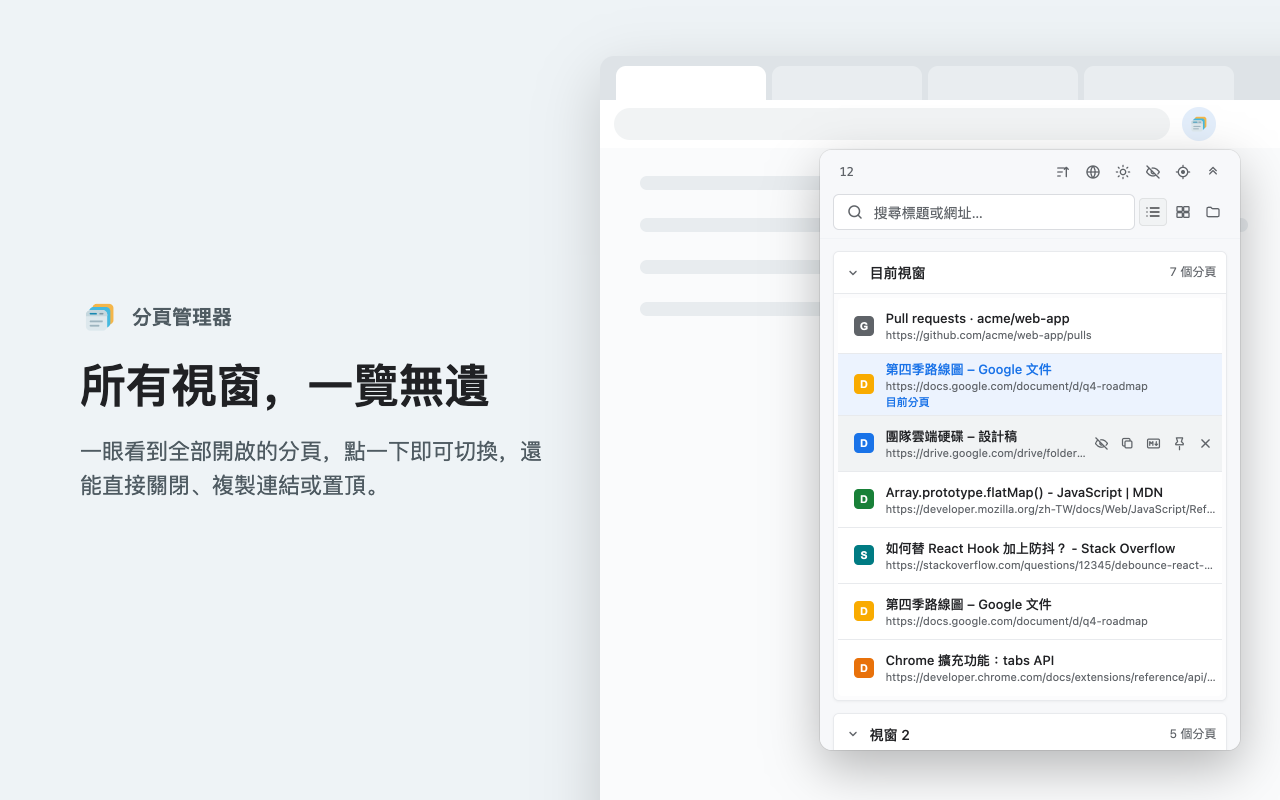 分頁管理器
所有視窗，一覽無遺
一眼看到全部開啟的分頁，點一下即可切換，還
能直接關閉、複製連結或置頂。
12
搜尋標題或網址...
目前視窗
7 個分頁
G
Pull requests · acme/web-app
https://github.com/acme/web-app/pulls
D
第四季路線圖 – Google 文件
https://docs.google.com/document/d/q4-roadmap
目前分頁
D
團隊雲端硬碟 – 設計稿
https://drive.google.com/drive/folder...
D
Array.prototype.flatMap() - JavaScript | MDN
https://developer.mozilla.org/zh-TW/docs/Web/JavaScript/Ref...
S
如何替 React Hook 加上防抖？ - Stack Overflow
https://stackoverflow.com/questions/12345/debounce-react-...
D
第四季路線圖 – Google 文件
https://docs.google.com/document/d/q4-roadmap
D
Chrome 擴充功能：tabs API
https://developer.chrome.com/docs/extensions/reference/api/...
視窗 2
5 個分頁